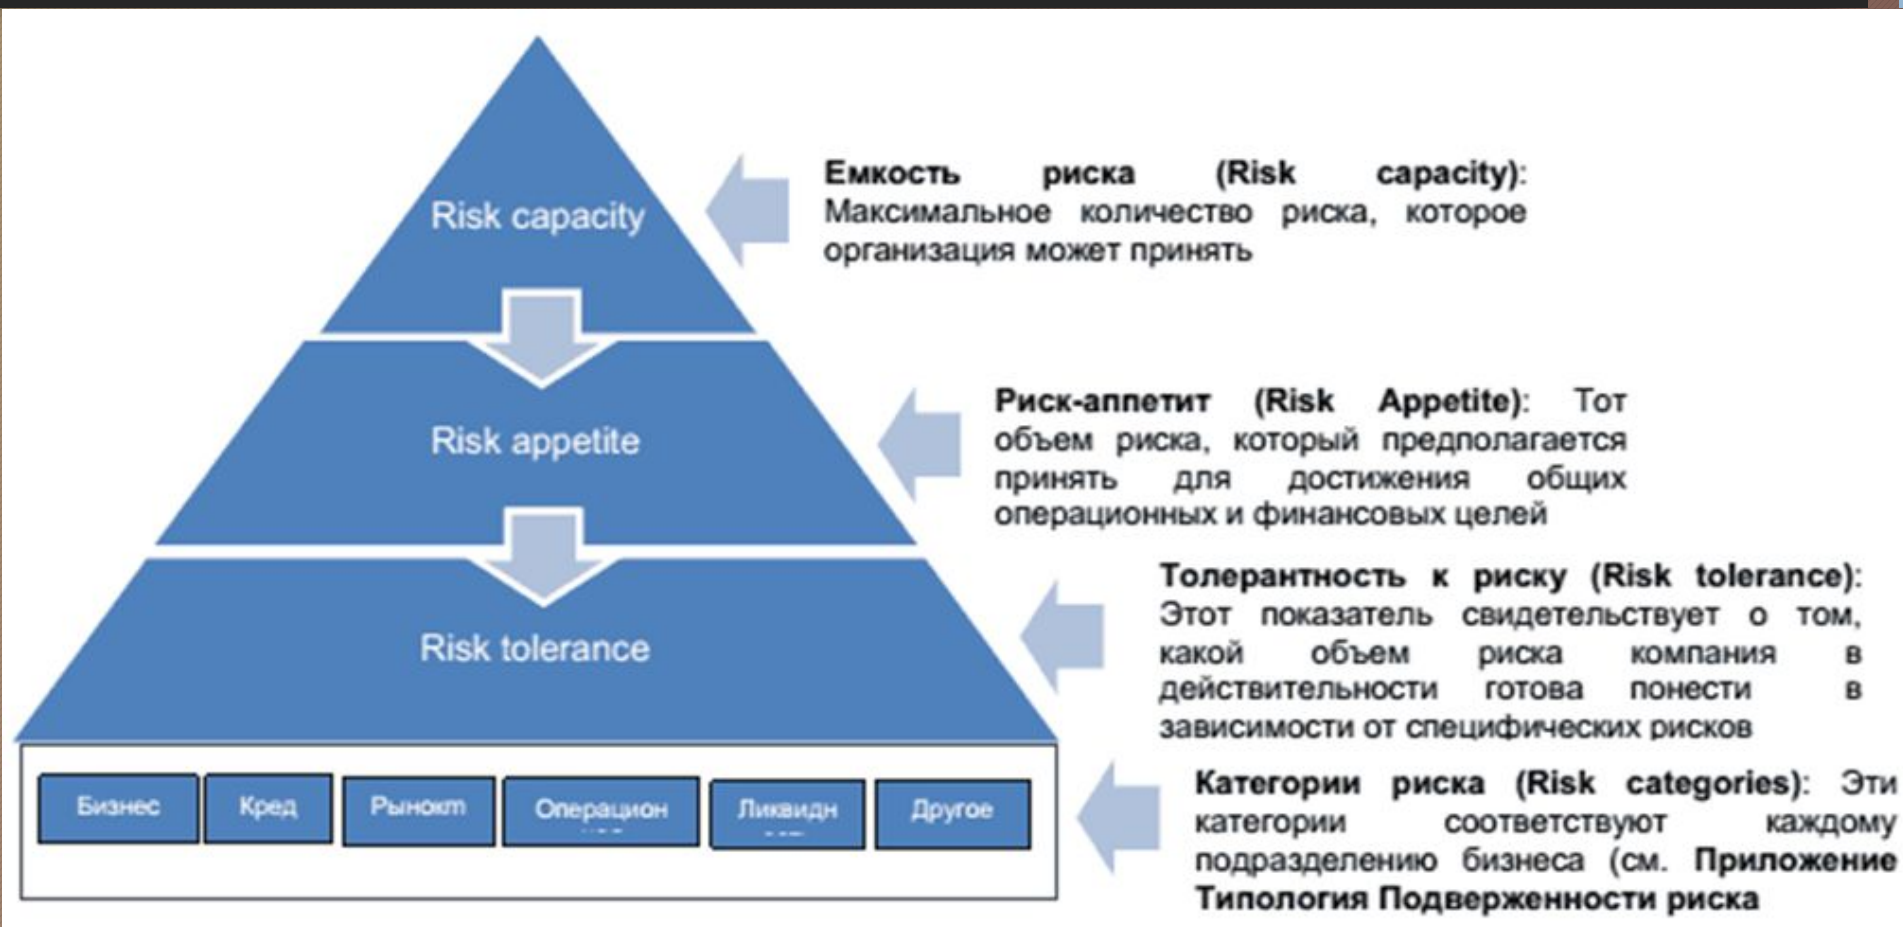 Risk capacity
Емкость риска (Risk capacity):
Максимальное количество риска, которое
организация может принять
Risk appetite
Риск-аппетит (Risk Appetite): Тот
объем риска, который предполагается
принять для достижения общих
операционных и финансовых целей
Risk tolerance
Толерантность к риску (Risk tolerance):
Этот показатель свидетельствует о том,
какой объем риска компания в
действительности готова понести в
зависимости от специфических рисков
Бизнес
Кред
Операцион
Ликвидн
Другое
Категории риска (Risk categories): Эти
категории соответствуют каждому
подразделению бизнеса (см. Приложение
Типология Подверженности риска